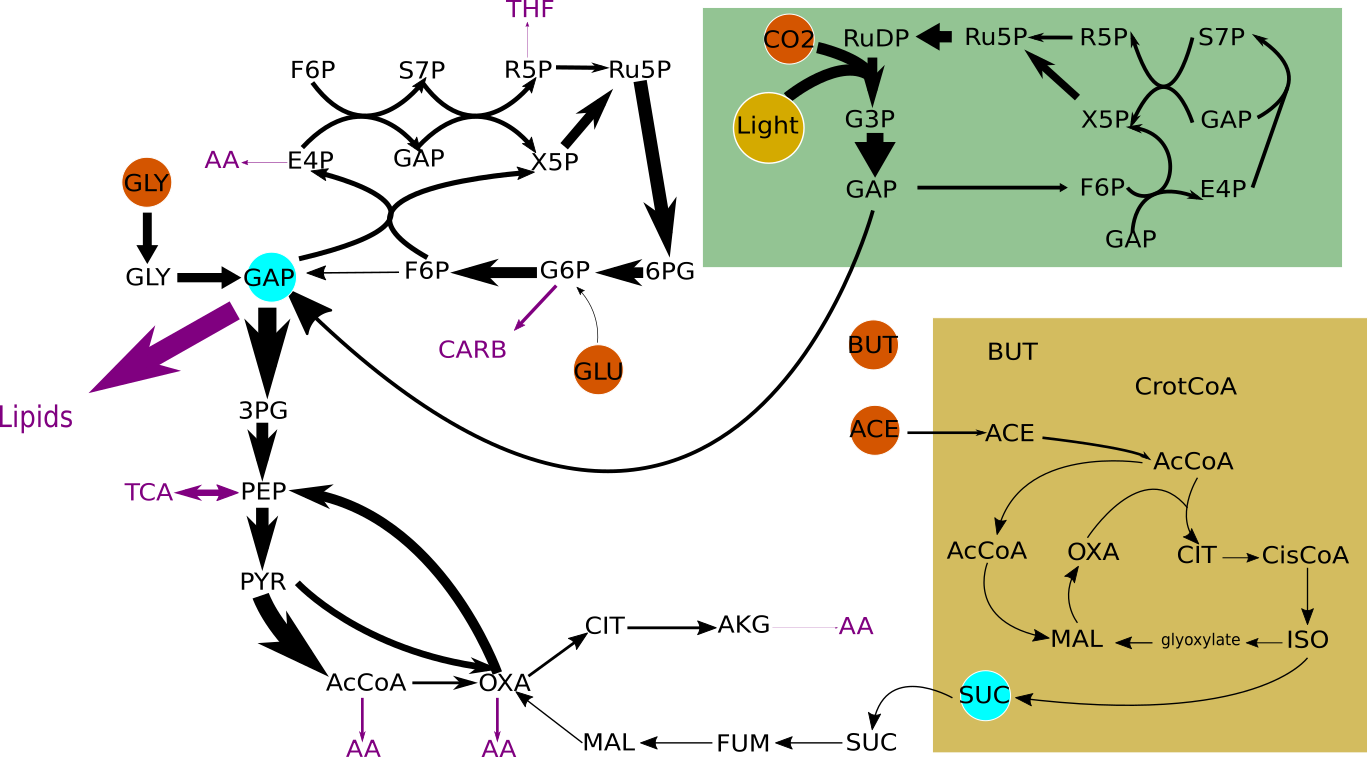 THF
CO2 RuDP Ru5P R5P S7P
F6P S7P R5P Ru5P
Light G3P X5P GAP
AA E4P GAP X5P
GLY GAP F6P E4P
GAP
GLY GAP F6P G6P 6PG
CARB BUT BUT
GLU CrotCoA
Lipids 3PG ACE ACE
AcCoA
TCA PEP
AcCoA OXA CIT CisCoA
PYR
CIT AKG AA MAL glyoxylate ISO
AcCoA OXA SUC
AA AA MAL FUM SUC